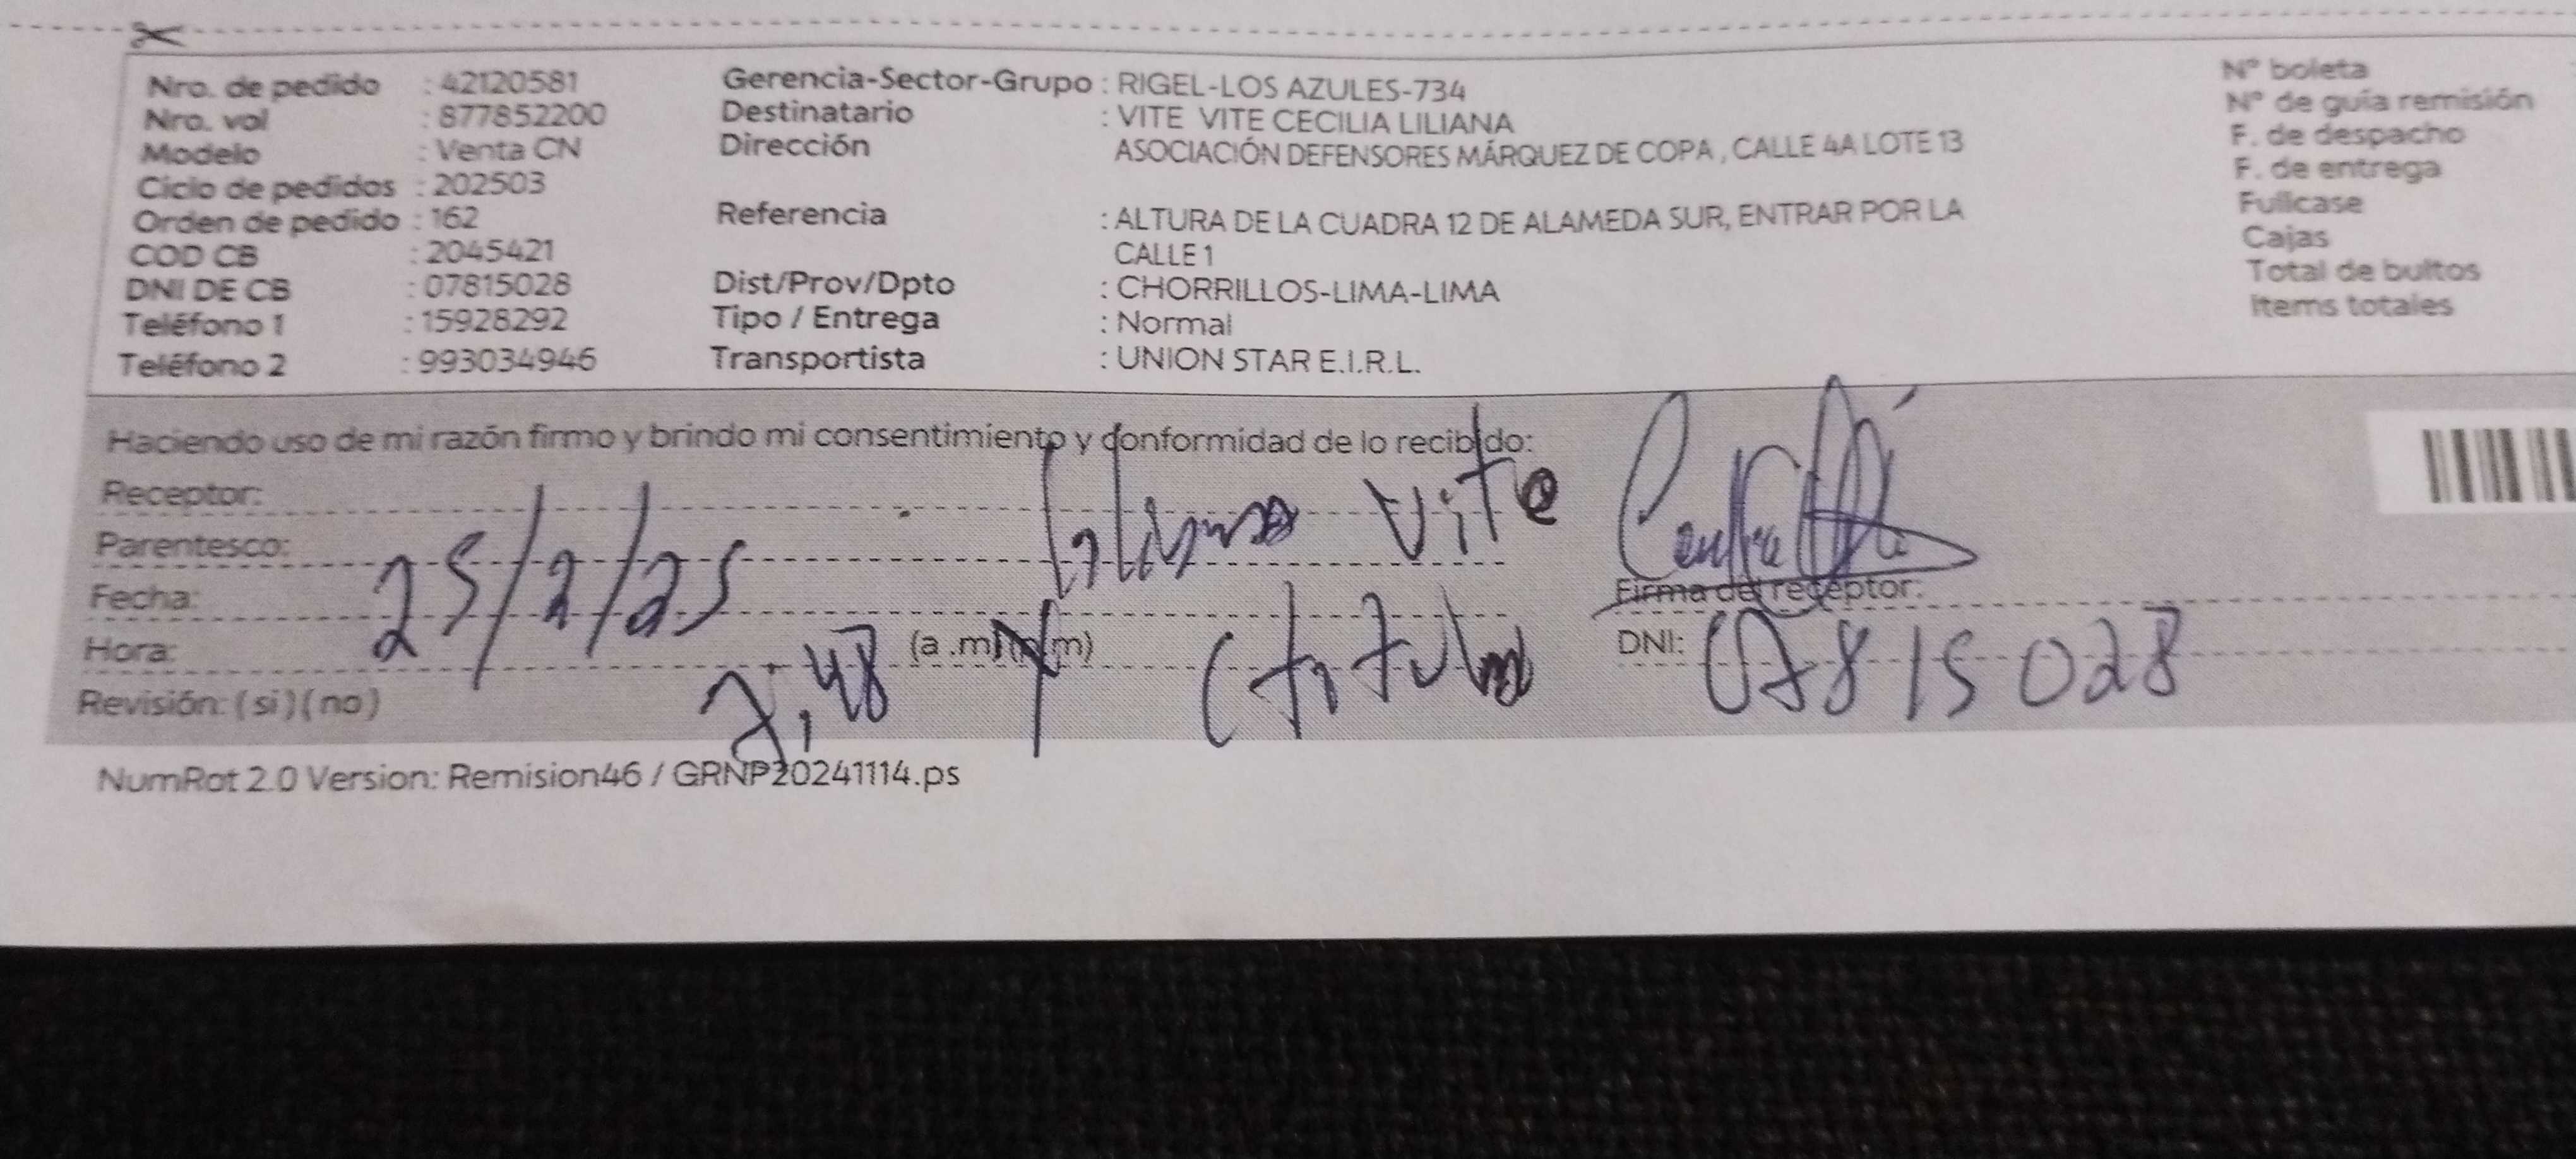 Nro. de pedido : 42120581
Nro. vol : 877852200
Modelo : Venta CN
Ciclo de pedidos : 202503
Orden de pedido : 162
COD CB : 2045421
DNI DE CB : 07815028
Teléfono 1 : 15928292
Teléfono 2 : 993034946
Gerencia-Sector-Grupo : RIGEL-LOS AZULES-734
Destinatario : VITE VITE CECILIA LILIANA
Dirección : ASOCIACIÓN DEFENSORES MÁRQUEZ DE COPA , CALLE 4A LOTE 13
Referencia : ALTURA DE LA CUADRA 12 DE ALAMEDA SUR, ENTRAR POR LA
CALLE 1
Dist/Prov/Dpto : CHORRILLOS-LIMA-LIMA
Tipo / Entrega : Normal
Transportista : UNION STAR E.I.R.L.
N° boleta
N° de guía remisión
F. de despacho
F. de entrega
Fullcase
Cajas
Total de bultos
Items totales
Haciendo uso de mi razón firmo y brindo mi consentimiento y conformidad de lo recibido:
Receptor: Vite
Parentesco:
Fecha: 25/2/25
Hora: 7:48 (a .m) (p.m)
Revisión: ( si ) ( no )
Firma del receptor:
DNI: 07815028
NumRot 2.0 Version: Remision46 / GRNP20241114.ps